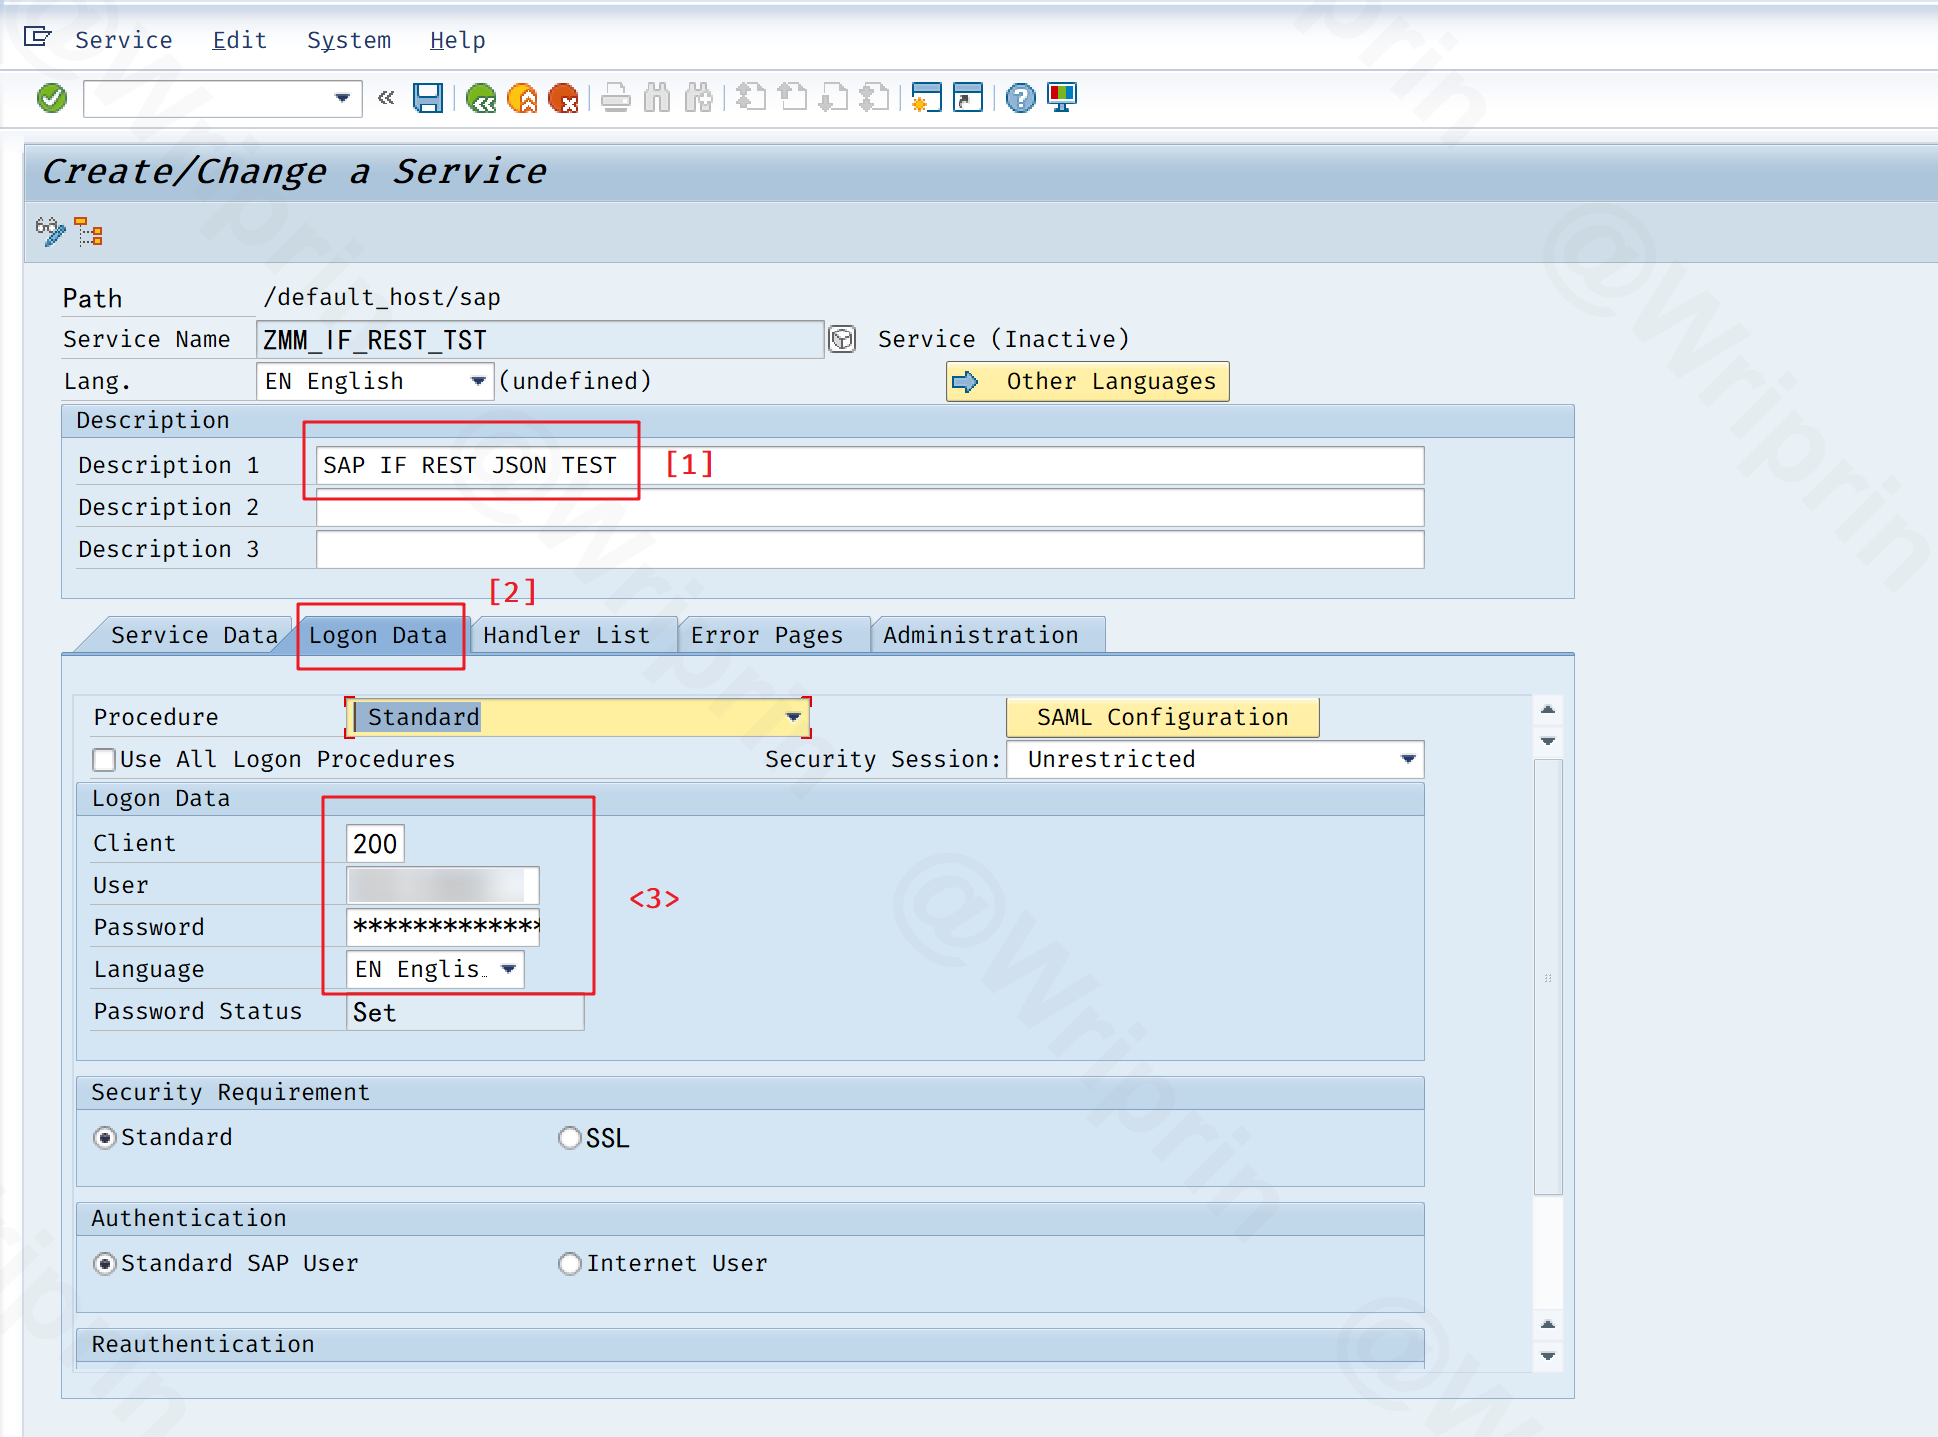 Service Edit System Help
Create/Change a Service
Path /default_host/sap
Service Name ZMM_IF_REST_TST Service (Inactive)
Lang. EN English (undefined) Other Languages
Description
Description 1 SAP IF REST JSON TEST [1]
Description 2
Description 3
[2]
Service Data Logon Data Handler List Error Pages Administration
Procedure Standard SAML Configuration
Use All Logon Procedures Security Session: Unrestricted
Logon Data
Client 200
User <3>
Password *************
Language EN Englis…
Password Status Set
Security Requirement
Standard SSL
Authentication
Standard SAP User Internet User
Reauthentication
@Wriprin
@Wriprin
@Wriprin
@Wriprin